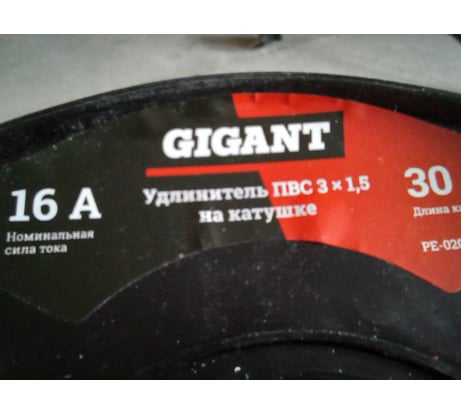 GIGANT
Удлинитель ПВС 3×1,5
на катушке
16 А
Номинальная
сила тока
30
Длина